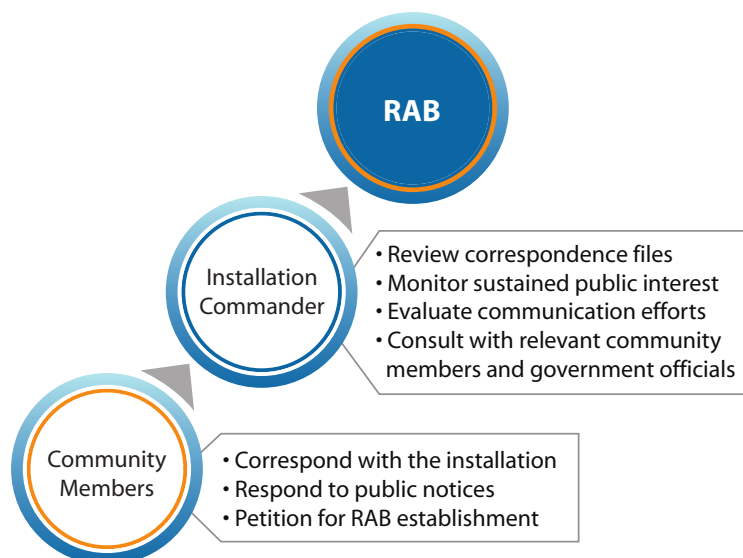 RAB
Installation
Commander
• Review correspondence files
• Monitor sustained public interest
• Evaluate communication efforts
• Consult with relevant community
members and government officials
Community
Members
• Correspond with the installation
• Respond to public notices
• Petition for RAB establishment